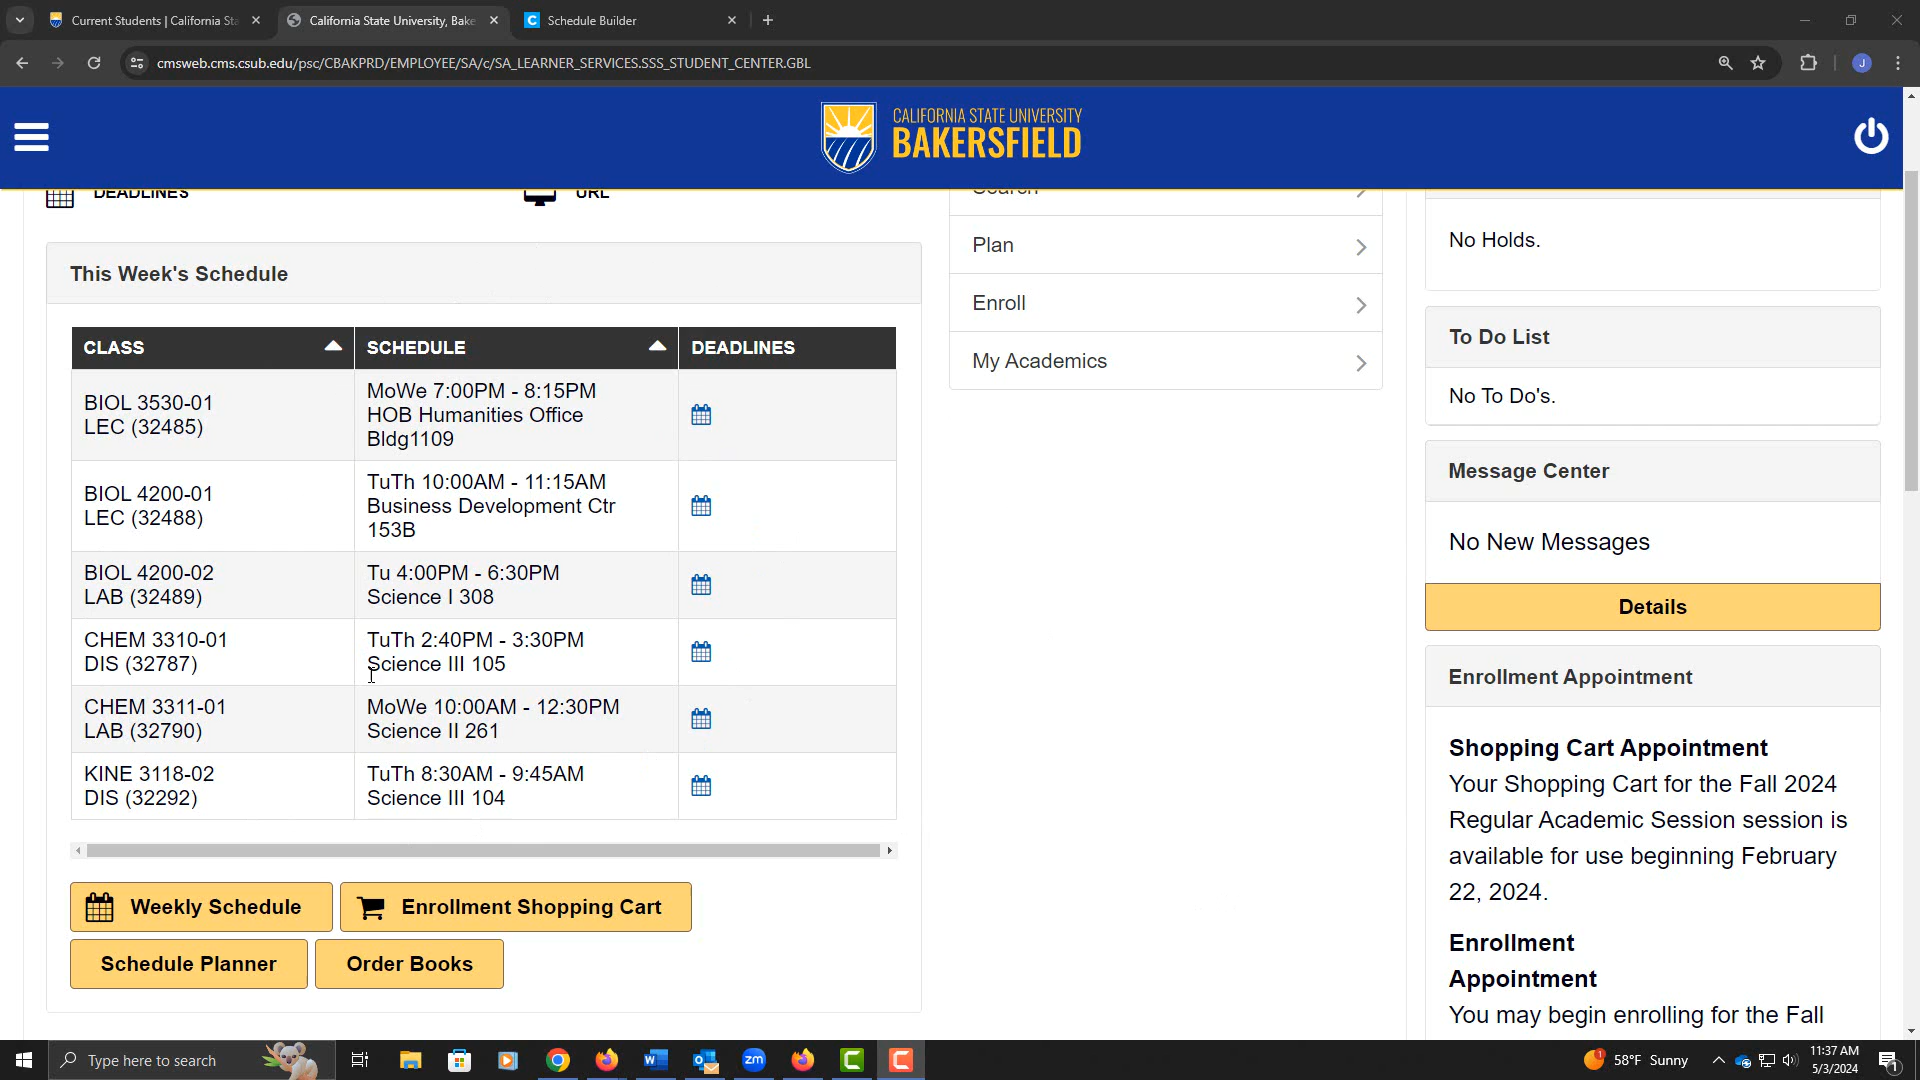 Current Students | California Sta
California State University, Bake
Schedule Builder
cmsweb.cms.csub.edu/psc/CBAKPRD/EMPLOYEE/SA/c/SA_LEARNER_SERVICES.SSS_STUDENT_CENTER.GBL
J
CALIFORNIA STATE UNIVERSITY
BAKERSFIELD
DEADLINES
URL
This Week's Schedule
CLASS
SCHEDULE
DEADLINES
BIOL 3530-01
LEC (32485)
MoWe 7:00PM - 8:15PM
HOB Humanities Office
Bldg1109
BIOL 4200-01
LEC (32488)
TuTh 10:00AM - 11:15AM
Business Development Ctr
153B
BIOL 4200-02
LAB (32489)
Tu 4:00PM - 6:30PM
Science I 308
CHEM 3310-01
DIS (32787)
TuTh 2:40PM - 3:30PM
Science III 105
CHEM 3311-01
LAB (32790)
MoWe 10:00AM - 12:30PM
Science II 261
KINE 3118-02
DIS (32292)
TuTh 8:30AM - 9:45AM
Science III 104
Weekly Schedule
Enrollment Shopping Cart
Schedule Planner
Order Books
Search
Plan
Enroll
My Academics
No Holds.
To Do List
No To Do's.
Message Center
No New Messages
Details
Enrollment Appointment
Shopping Cart Appointment
Your Shopping Cart for the Fall 2024
Regular Academic Session session is
available for use beginning February
22, 2024.
Enrollment
Appointment
You may begin enrolling for the Fall
Type here to search
zm
1
58°F Sunny
11:37 AM
5/3/2024
1